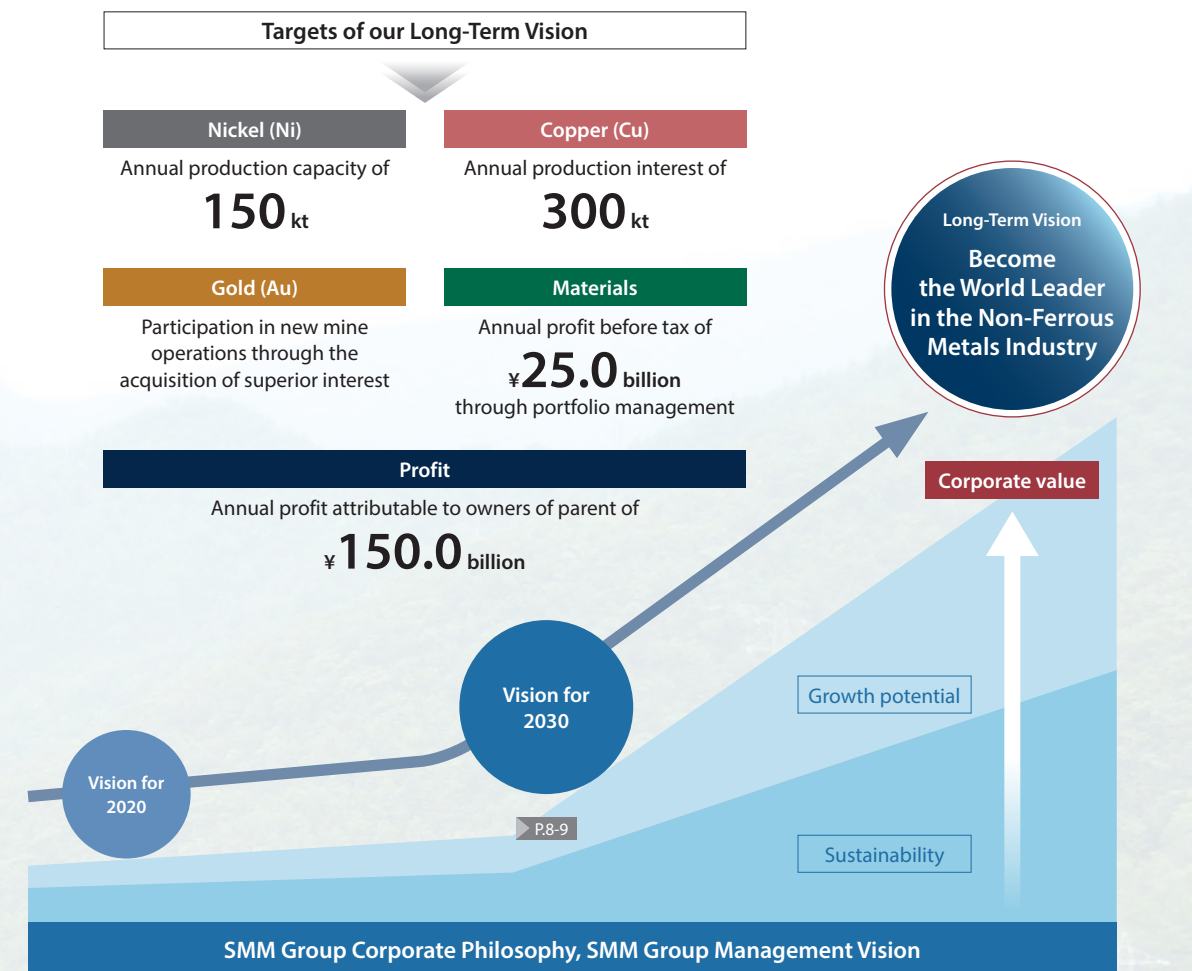 Targets of our Long-Term Vision
Nickel (Ni)
Annual production capacity of
150 kt
Copper (Cu)
Annual production interest of
300 kt
Gold (Au)
Participation in new mine
operations through the
acquisition of superior interest
Materials
Annual profit before tax of
¥25.0 billion
through portfolio management
Profit
Annual profit attributable to owners of parent of
¥150.0 billion
Long-Term Vision
Become
the World Leader
in the Non-Ferrous
Metals Industry
Corporate value
Vision for
2030
Growth potential
Vision for
2020
P.8-9
Sustainability
SMM Group Corporate Philosophy, SMM Group Management Vision